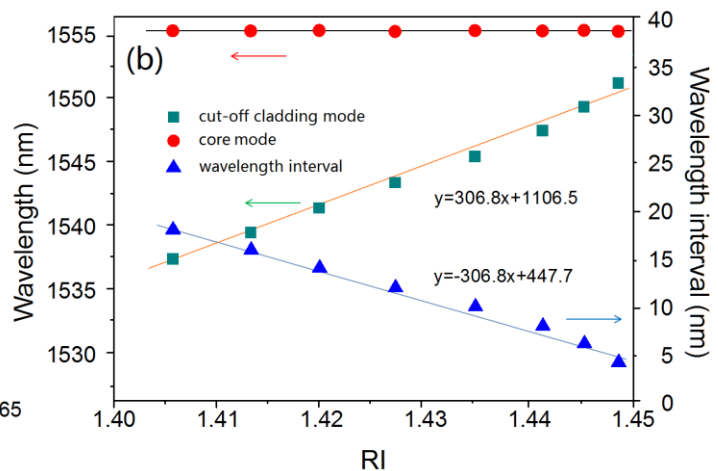 (b)
1555
1550
1545
1540
1535
1530
Wavelength (nm)
cut-off cladding mode
core mode
wavelength interval
y=306.8x+1106.5
y=-306.8x+447.7
40
35
30
25
20
15
10
5
0
Wavelength interval (nm)
65
1.40 1.41 1.42 1.43 1.44 1.45
RI